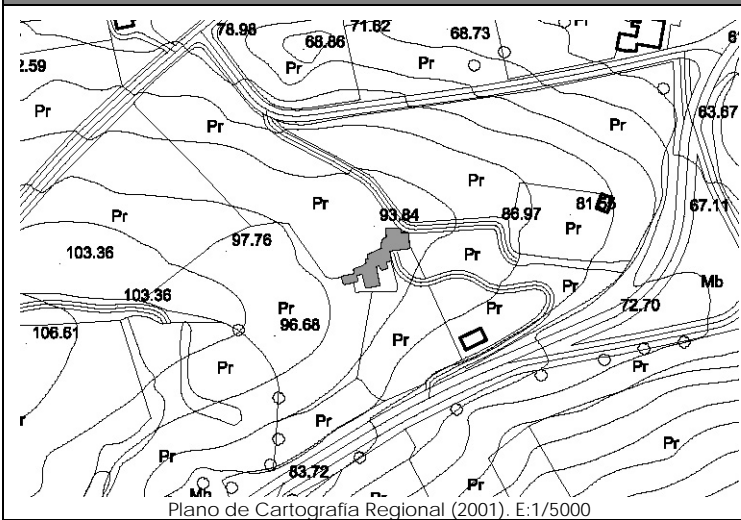 78.98
71.62
68.73
68.86
Pr
Pr
Pr
Pr
Pr
63.67
Pr
Pr
93.84
86.97
81.55
67.11
Pr
97.76
Pr
103.36
Pr
Pr
Mb
103.36
Pr
Pr
72.70
106.61
96.68
Pr
Pr
Pr
Pr
Pr
Pr
83.72
Pr
Plano de Cartografía Regional (2001). E:1/5000